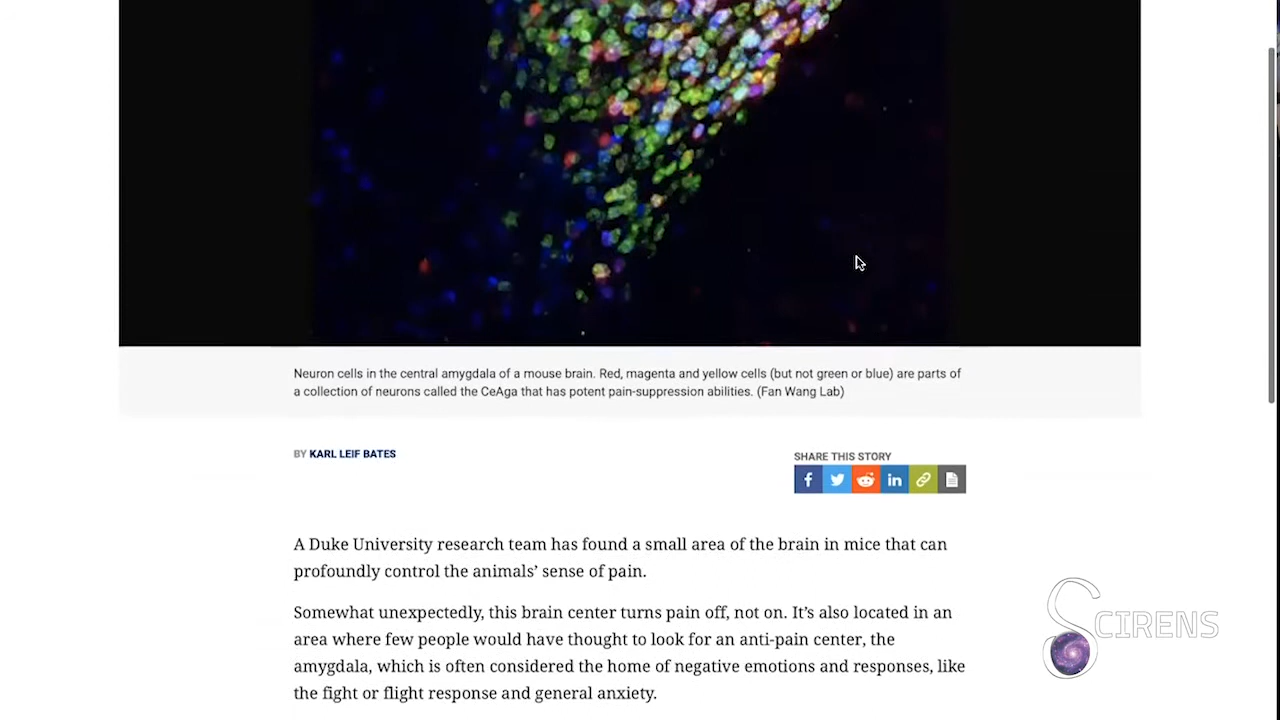 Neuron cells in the central amygdala of a mouse brain. Red, magenta and yellow cells (but not green or blue) are parts of
a collection of neurons called the CeAga that has potent pain-suppression abilities. (Fan Wang Lab)
BY KARL LEIF BATES
SHARE THIS STORY
A Duke University research team has found a small area of the brain in mice that can
profoundly control the animals’ sense of pain.
Somewhat unexpectedly, this brain center turns pain off, not on. It’s also located in an
area where few people would have thought to look for an anti-pain center, the
amygdala, which is often considered the home of negative emotions and responses, like
the fight or flight response and general anxiety.
SCIRENS